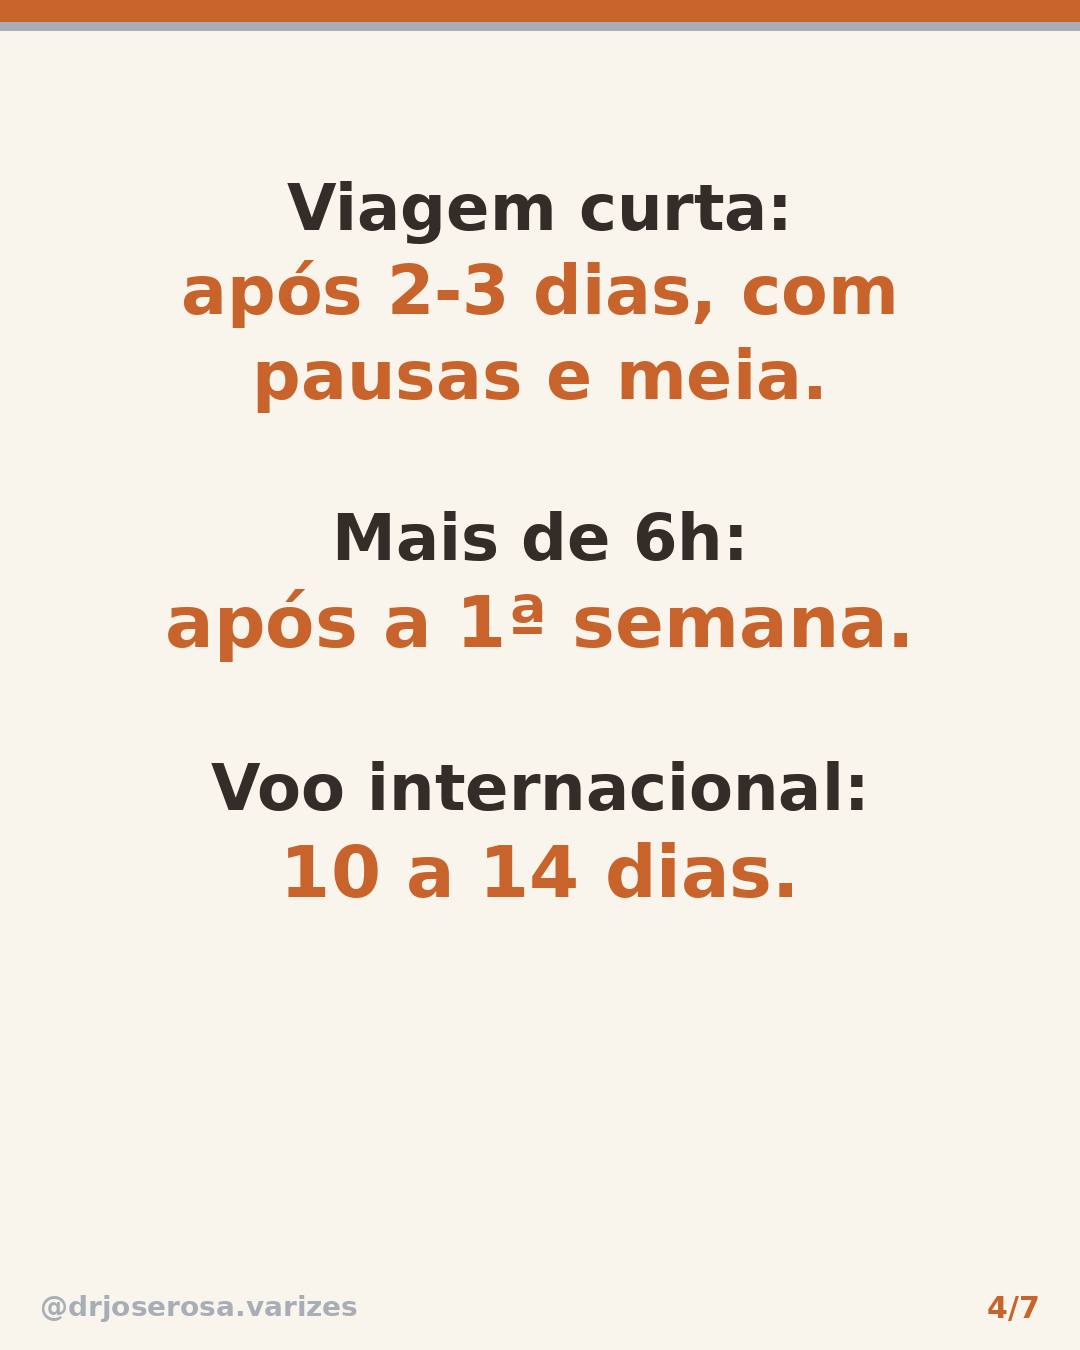 Viagem curta:
após 2-3 dias, com
pausas e meia.
Mais de 6h:
após a 1ª semana.
Voo internacional:
10 a 14 dias.
@drjoserosa.varizes
4/7